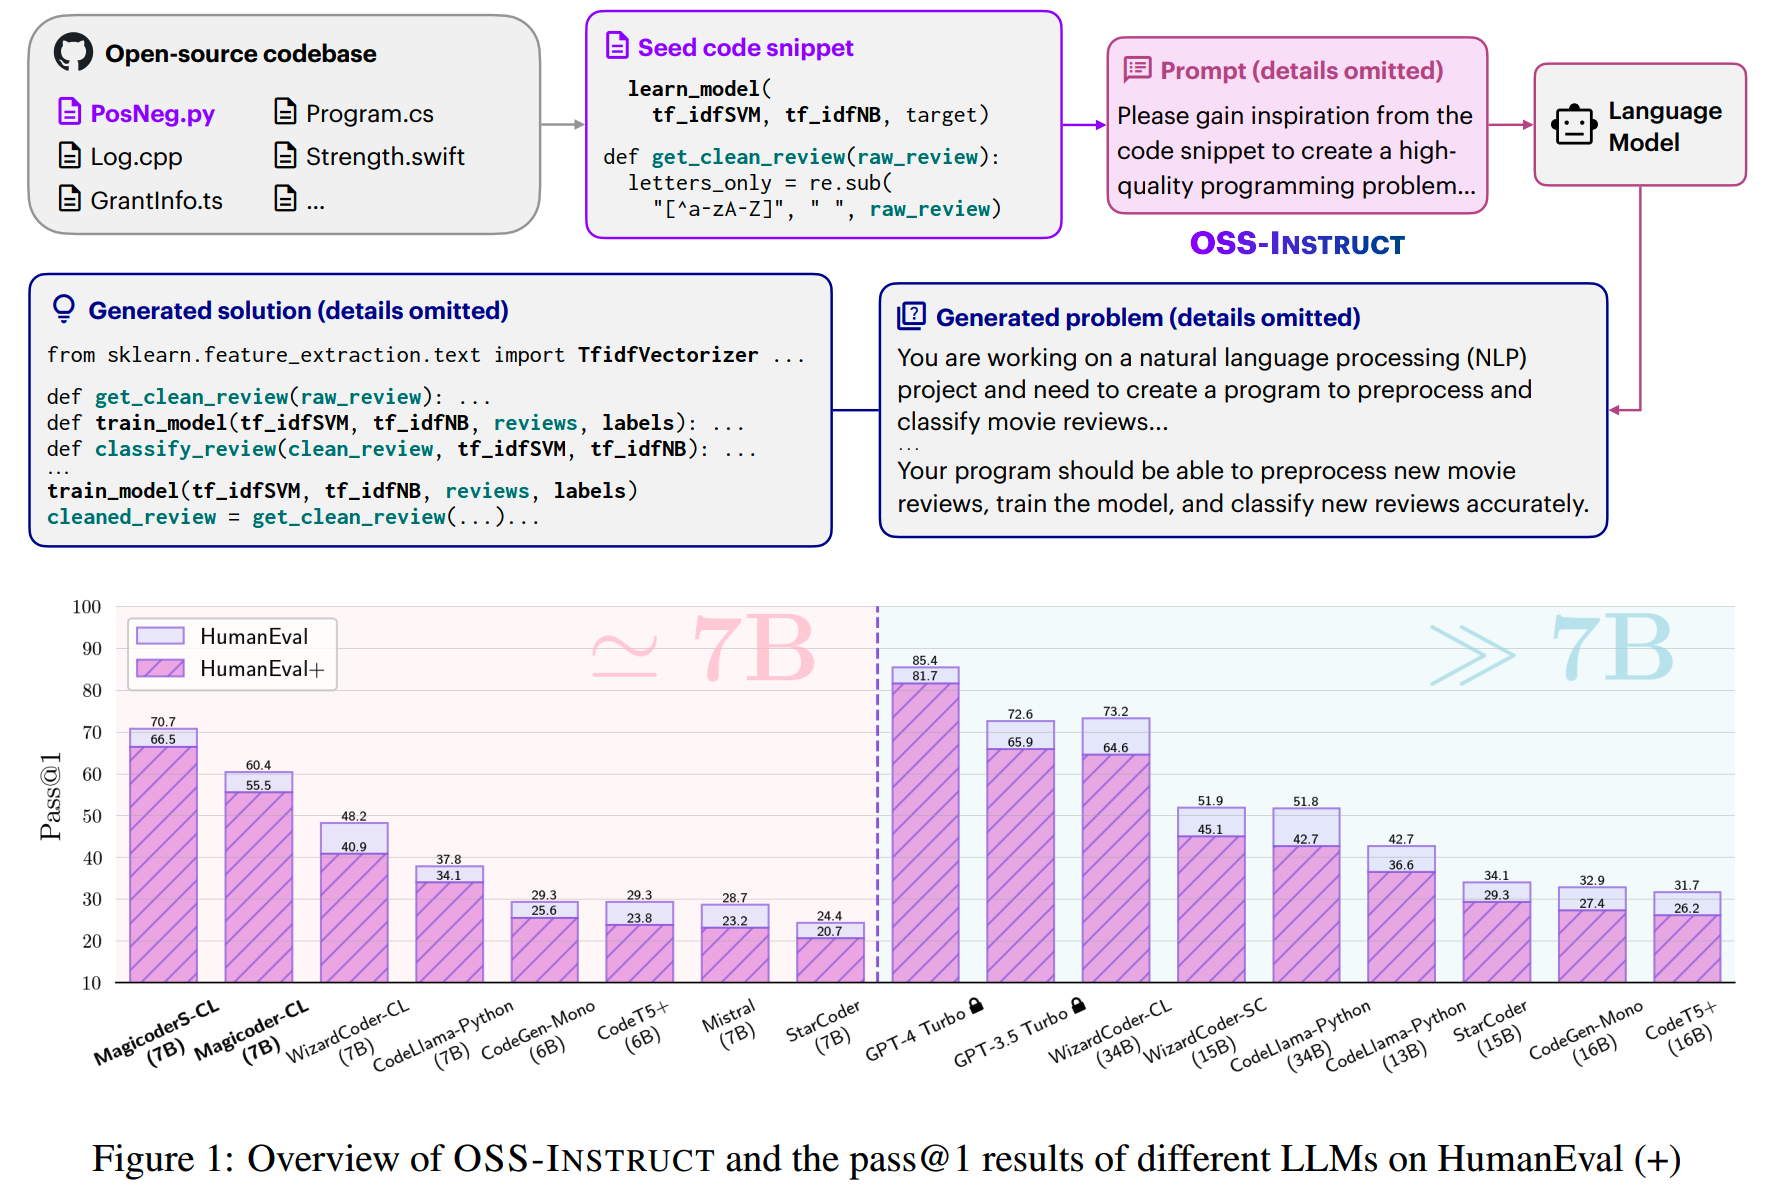 Open-source codebase
PosNeg.py
Program.cs
Log.cpp
Strength.swift
GrantInfo.ts
...
Seed code snippet
learn_model(
tf_idfSVM, tf_idfNB, target)
def get_clean_review(raw_review):
letters_only = re.sub(
"[^a-zA-Z]", " ", raw_review)
Prompt (details omitted)
Please gain inspiration from the
code snippet to create a high-
quality programming problem...
Language
Model
OSS-INSTRUCT
Generated solution (details omitted)
from sklearn.feature_extraction.text import TfidfVectorizer ...
def get_clean_review(raw_review): ...
def train_model(tf_idfSVM, tf_idfNB, reviews, labels): ...
def classify_review(clean_review, tf_idfSVM, tf_idfNB): ...
...
train_model(tf_idfSVM, tf_idfNB, reviews, labels)
cleaned_review = get_clean_review(...)...
Generated problem (details omitted)
You are working on a natural language processing (NLP)
project and need to create a program to preprocess and
classify movie reviews...
...
Your program should be able to preprocess new movie
reviews, train the model, and classify new reviews accurately.
Pass@1
100
90
80
70
60
50
40
30
20
10
HumanEval
HumanEval+
≃ 7B
≫ 7B
70.7
66.5
60.4
55.5
48.2
40.9
37.8
34.1
29.3
25.6
29.3
23.8
28.7
23.2
24.4
20.7
85.4
81.7
72.6
65.9
73.2
64.6
51.9
45.1
51.8
42.7
42.7
36.6
34.1
29.3
32.9
27.4
31.7
26.2
MagicoderS-CL
(7B)
Magicoder-CL
(7B)
WizardCoder-CL
(7B)
CodeLlama-Python
(7B)
CodeGen-Mono
(6B)
CodeT5+
(6B)
Mistral
(7B)
StarCoder
(7B)
GPT-4 Turbo
GPT-3.5 Turbo
WizardCoder-CL
(34B)
WizardCoder-SC
(15B)
CodeLlama-Python
(34B)
CodeLlama-Python
(13B)
StarCoder
(15B)
CodeGen-Mono
(16B)
CodeT5+
(16B)
Figure 1: Overview of OSS-INSTRUCT and the pass@1 results of different LLMs on HumanEval (+)